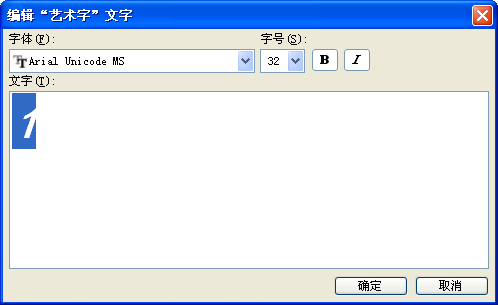 编辑“艺术字”文字
字体(F): 字号(S):
Arial Unicode MS 32 B I
文字(T):
1
确定 取消